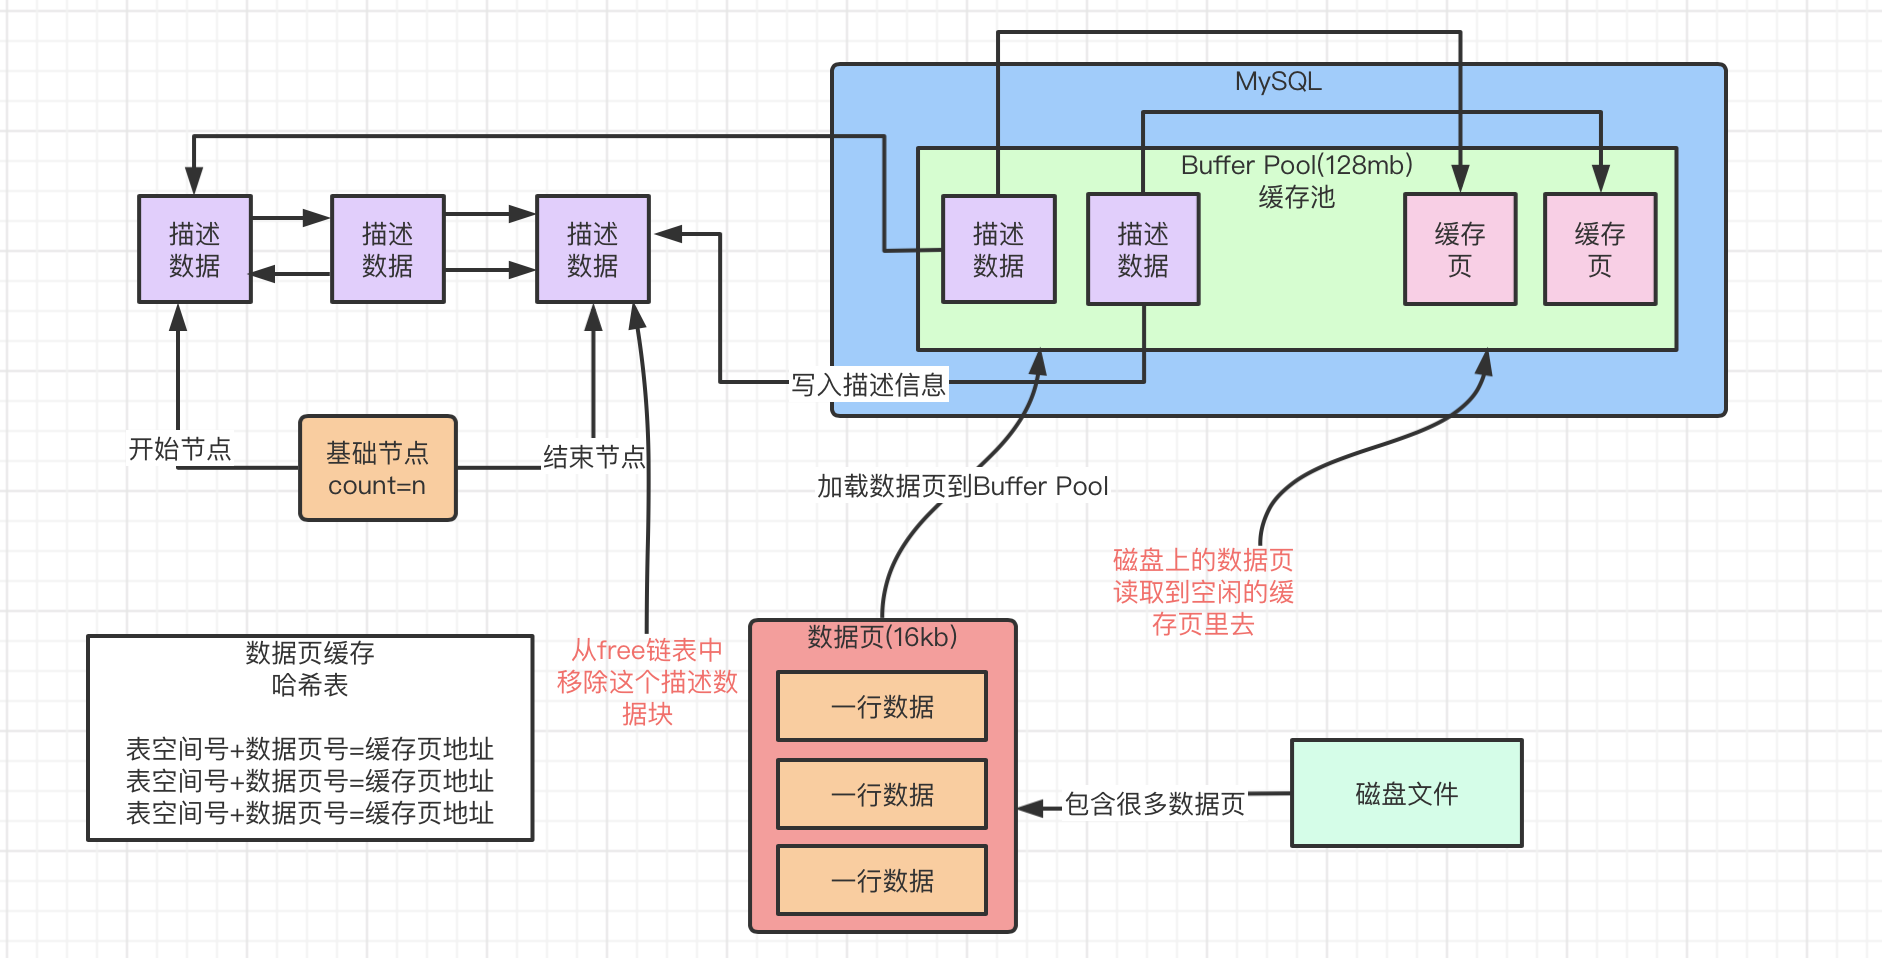 MySQL
Buffer Pool(128mb)
缓存池
描述
数据
描述
数据
描述
数据
描述
数据
描述
数据
缓存
页
缓存
页
写入描述信息
开始节点
基础节点
count=n
结束节点
加载数据页到Buffer Pool
磁盘上的数据页
读取到空闲的缓
存页里去
从free链表中
移除这个描述数
据块
数据页缓存
哈希表
表空间号+数据页号=缓存页地址
表空间号+数据页号=缓存页地址
表空间号+数据页号=缓存页地址
数据页(16kb)
一行数据
一行数据
一行数据
包含很多数据页
磁盘文件